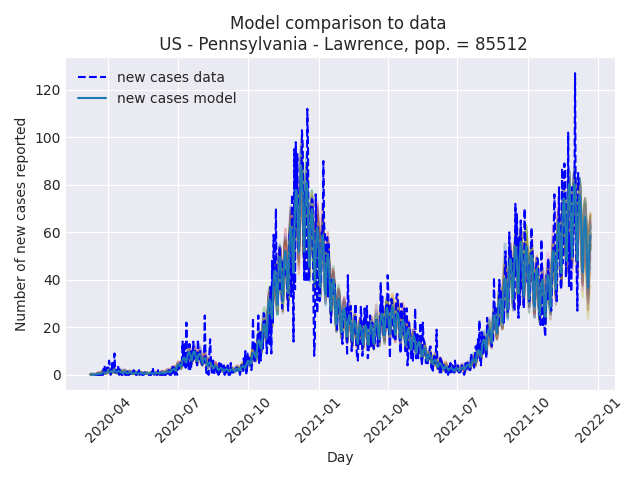 Model comparison to data
US - Pennsylvania - Lawrence, pop. = 85512
new cases data
new cases model
Number of new cases reported
120
100
80
60
40
20
0
2020-04
2020-07
2020-10
2021-01
2021-04
2021-07
2021-10
2022-01
Day